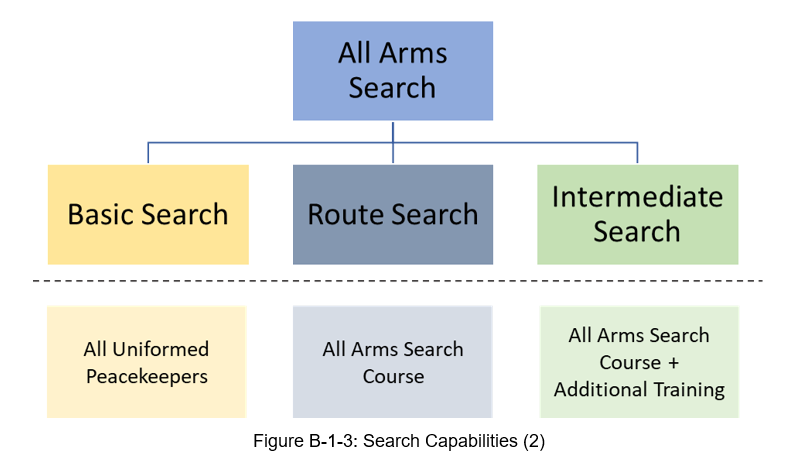 All Arms
Search
Basic Search
Route Search
Intermediate
Search
All Uniformed
Peacekeepers
All Arms Search
Course
All Arms Search
Course +
Additional Training
Figure B-1-3: Search Capabilities (2)